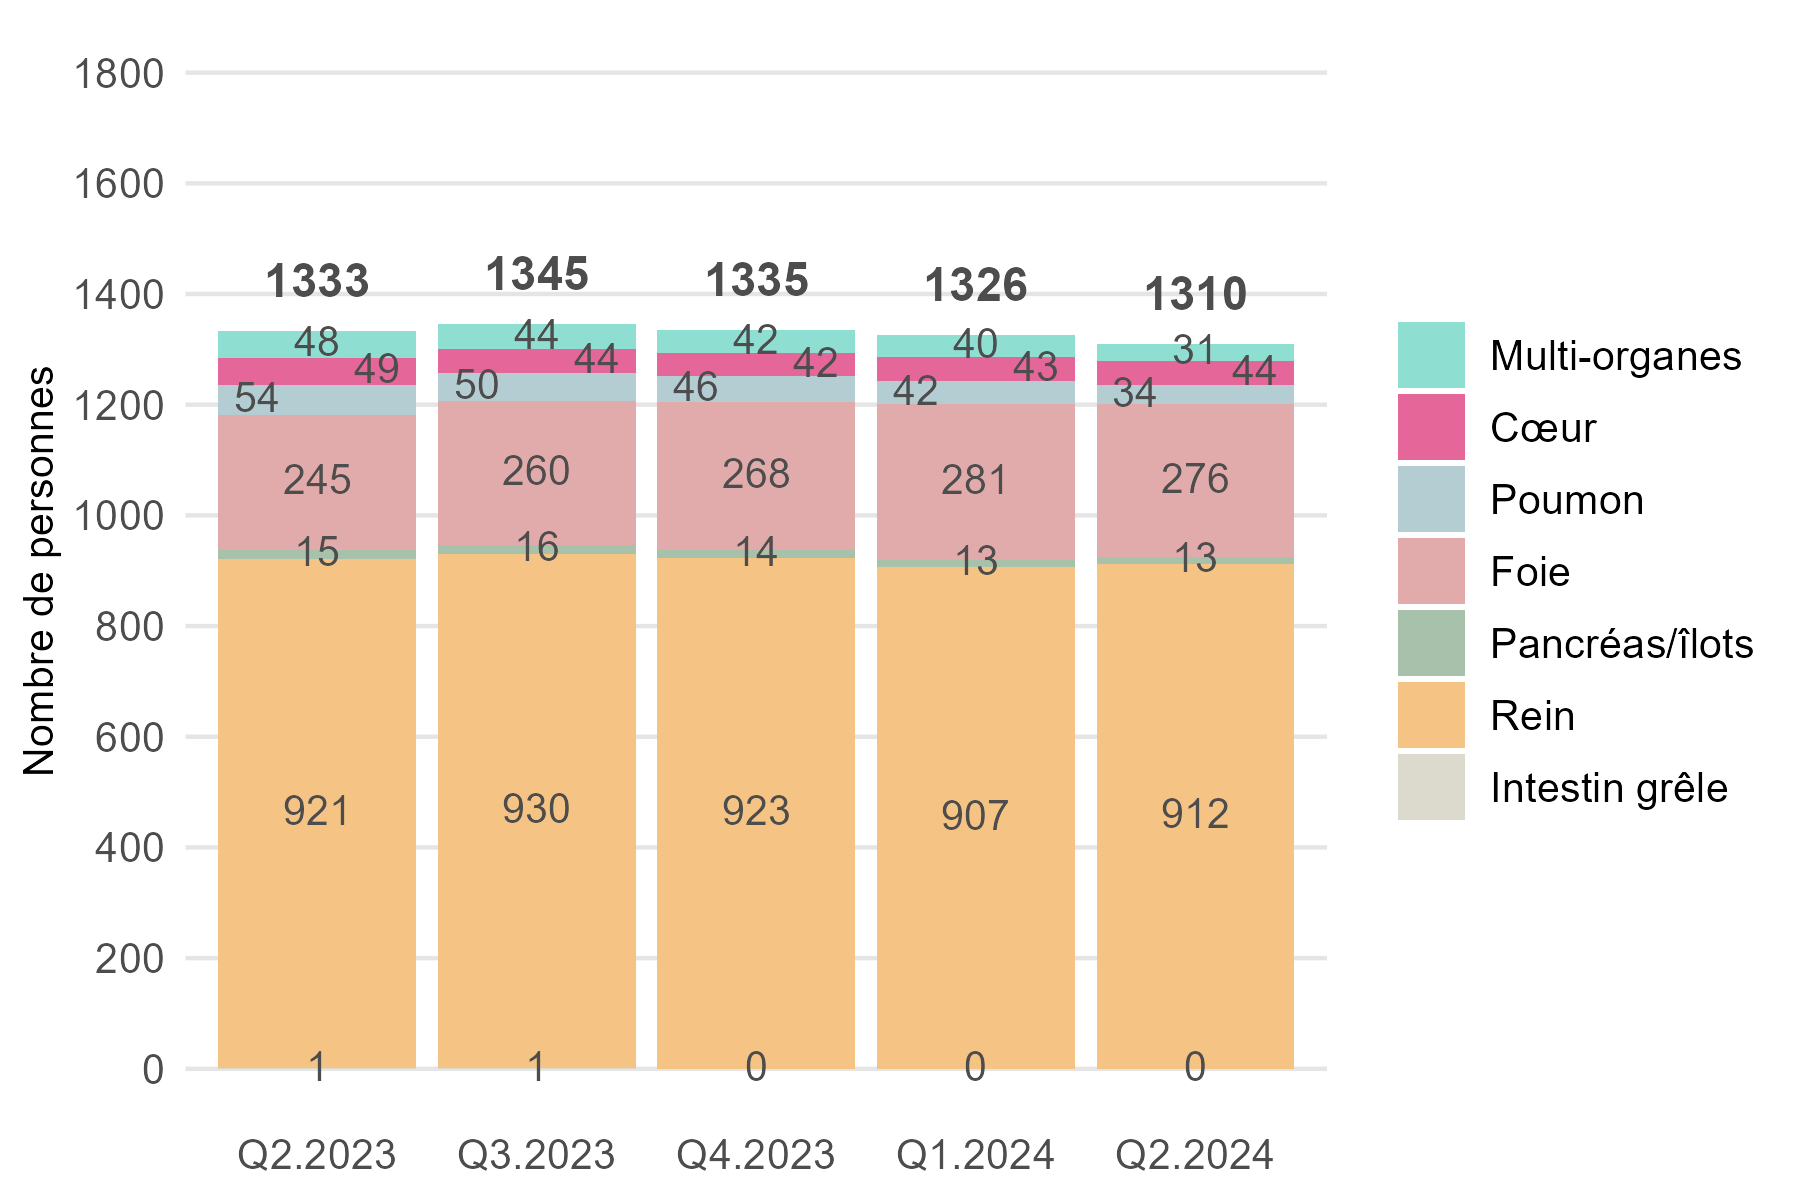 1800
1600
1400
1200
1000
800
600
400
200
0
Nombre de personnes
1333 1345 1335 1326 1310
48 44 42 40 31
49 44 42 43 44
54 50 46 42 34
245 260 268 281 276
15 16 14 13 13
921 930 923 907 912
1 1 0 0 0
Q2.2023 Q3.2023 Q4.2023 Q1.2024 Q2.2024
Multi-organes
Cœur
Poumon
Foie
Pancréas/îlots
Rein
Intestin grêle